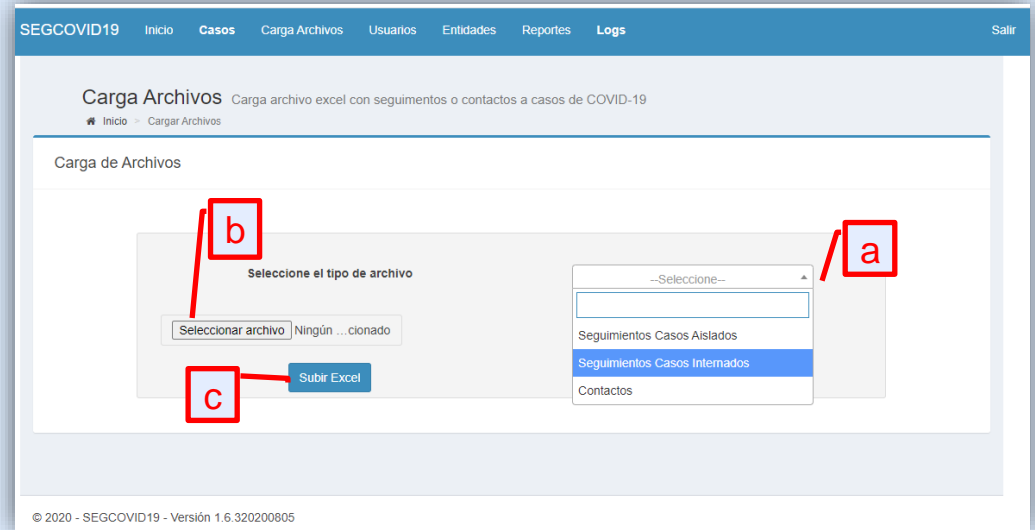 SEGCOVID19 Inicio Casos Carga Archivos Usuarios Entidades Reportes Logs Salir
Carga Archivos Carga archivo excel con seguimentos o contactos a casos de COVID-19
Inicio > Cargar Archivos
Carga de Archivos
b
a
Seleccione el tipo de archivo
--Seleccione--
Seleccionar archivo Ningún ...cionado
Seguimientos Casos Aislados
Seguimientos Casos Internados
Subir Excel
Contactos
c
© 2020 - SEGCOVID19 - Versión 1.6.320200805